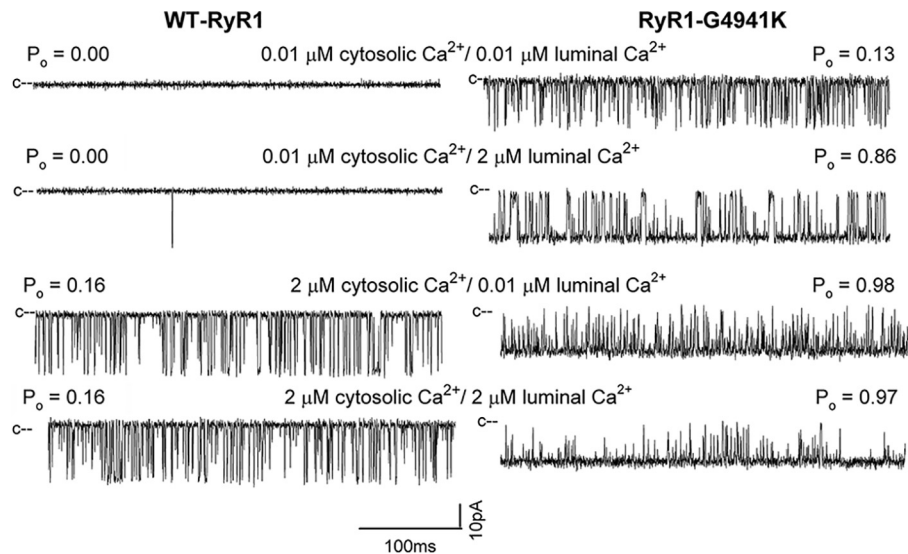 WT-RyR1 RyR1-G4941K
Pₒ = 0.00 0.01 µM cytosolic Ca²⁺/ 0.01 µM luminal Ca²⁺ Pₒ = 0.13
c-- c-
Pₒ = 0.00 0.01 µM cytosolic Ca²⁺/ 2 µM luminal Ca²⁺ Pₒ = 0.86
c-- c--
Pₒ = 0.16 2 µM cytosolic Ca²⁺/ 0.01 µM luminal Ca²⁺ Pₒ = 0.98
c-- c--
Pₒ = 0.16 2 µM cytosolic Ca²⁺/ 2 µM luminal Ca²⁺ Pₒ = 0.97
c-- c--
10pA
100ms